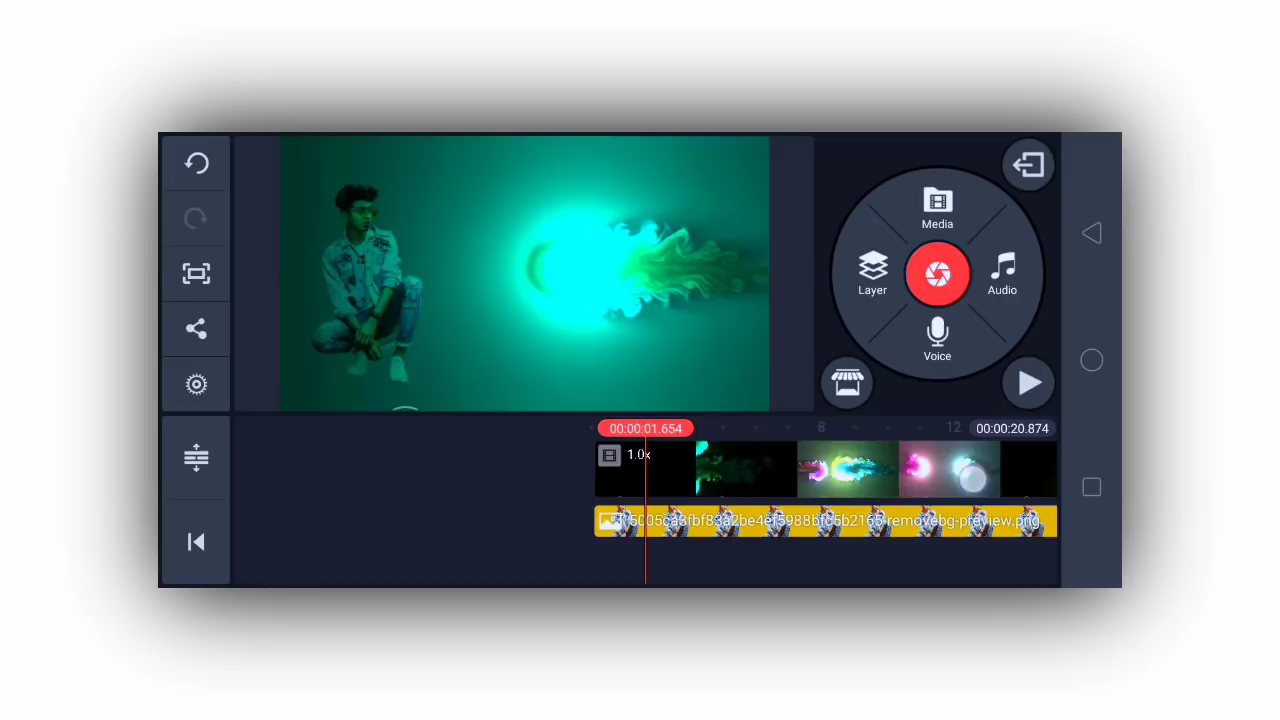 Media
Layer
Audio
Voice
00:00:01.654
8
12
00:00:20.874
1.0x
5005ca3fbf83a2be4ef5988bfc5b2165-removebg-preview.png